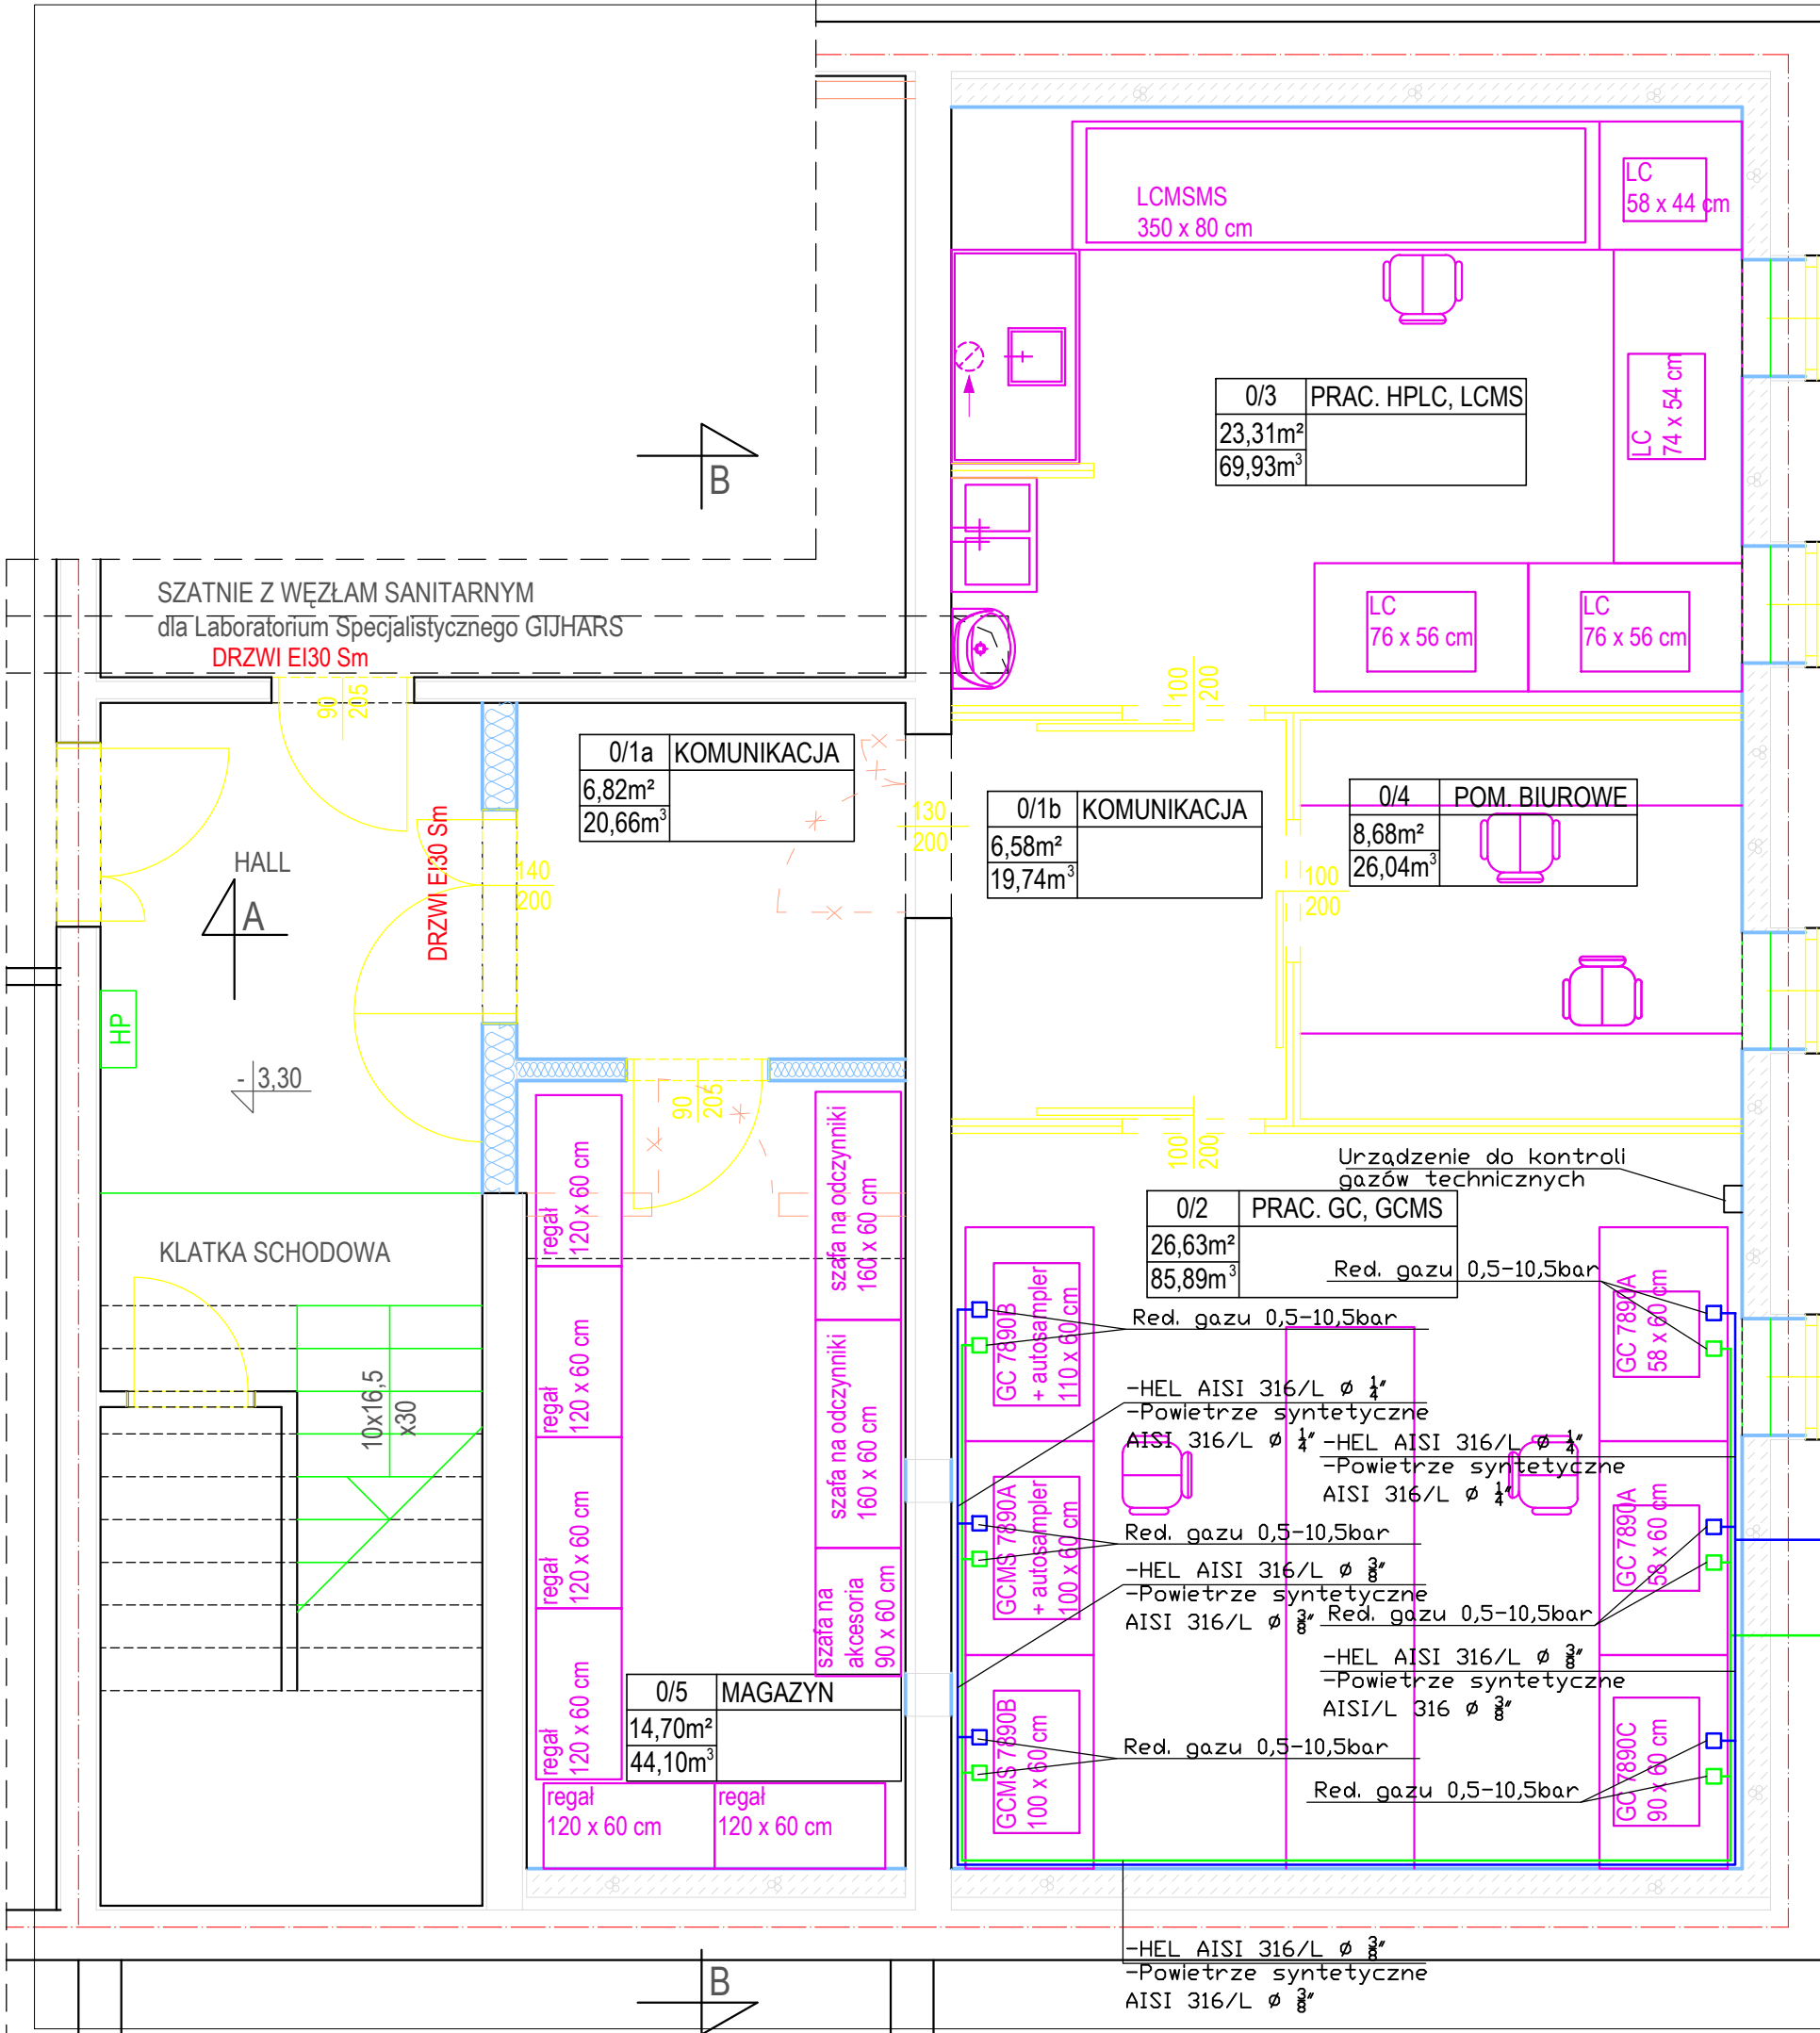 LCMSMS
350 x 80 cm
LC
58 x 44 cm
0/3 PRAC. HPLC, LCMS
23,31m²
69,93m³
LC
74 x 54 cm
B
SZATNIE Z WĘZŁAM SANITARNYM
dla Laboratorium Specjalistycznego GIJHARS
DRZWI EI30 Sm
LC
76 x 56 cm
LC
76 x 56 cm
90
205
100
200
0/1a KOMUNIKACJA
6,82m²
20,66m³
130
200
0/1b KOMUNIKACJA
6,58m²
19,74m³
0/4 POM. BIUROWE
8,68m²
26,04m³
HALL
A
DRZWI EI30 Sm
140
200
100
200
HP
- 3,30
90
205
100
200
Urządzenie do kontroli
gazów technicznych
KLATKA SCHODOWA
10x16,5
x30
regał
120 x 60 cm
regał
120 x 60 cm
regał
120 x 60 cm
regał
120 x 60 cm
szafa na odczynniki
160 x 60 cm
szafa na odczynniki
160 x 60 cm
szafa na
akcesoria
90 x 60 cm
0/5 MAGAZYN
14,70m²
44,10m³
regał
120 x 60 cm
regał
120 x 60 cm
0/2 PRAC. GC, GCMS
26,63m²
85,89m³
Red. gazu 0,5-10,5bar
GC 7890B
+ autosampler
110 x 60 cm
Red. gazu 0,5-10,5bar
GC 7890A
58 x 60 cm
-HEL AISI 316/L Ø 1/4"
-Powietrze syntetyczne
AISI 316/L Ø 1/4"
-HEL AISI 316/L Ø 1/4"
-Powietrze syntetyczne
AISI 316/L Ø 1/4"
GCMS 7890A
+ autosampler
100 x 60 cm
Red. gazu 0,5-10,5bar
GC 7890A
58 x 60 cm
-HEL AISI 316/L Ø 3/8"
-Powietrze syntetyczne
AISI 316/L Ø 3/8"
Red. gazu 0,5-10,5bar
-HEL AISI 316/L Ø 3/8"
-Powietrze syntetyczne
AISI/L 316 Ø 3/8"
GCMS 7890B
100 x 60 cm
Red. gazu 0,5-10,5bar
Red. gazu 0,5-10,5bar
GC 7890C
90 x 60 cm
-HEL AISI 316/L Ø 3/8"
-Powietrze syntetyczne
AISI 316/L Ø 3/8"
B